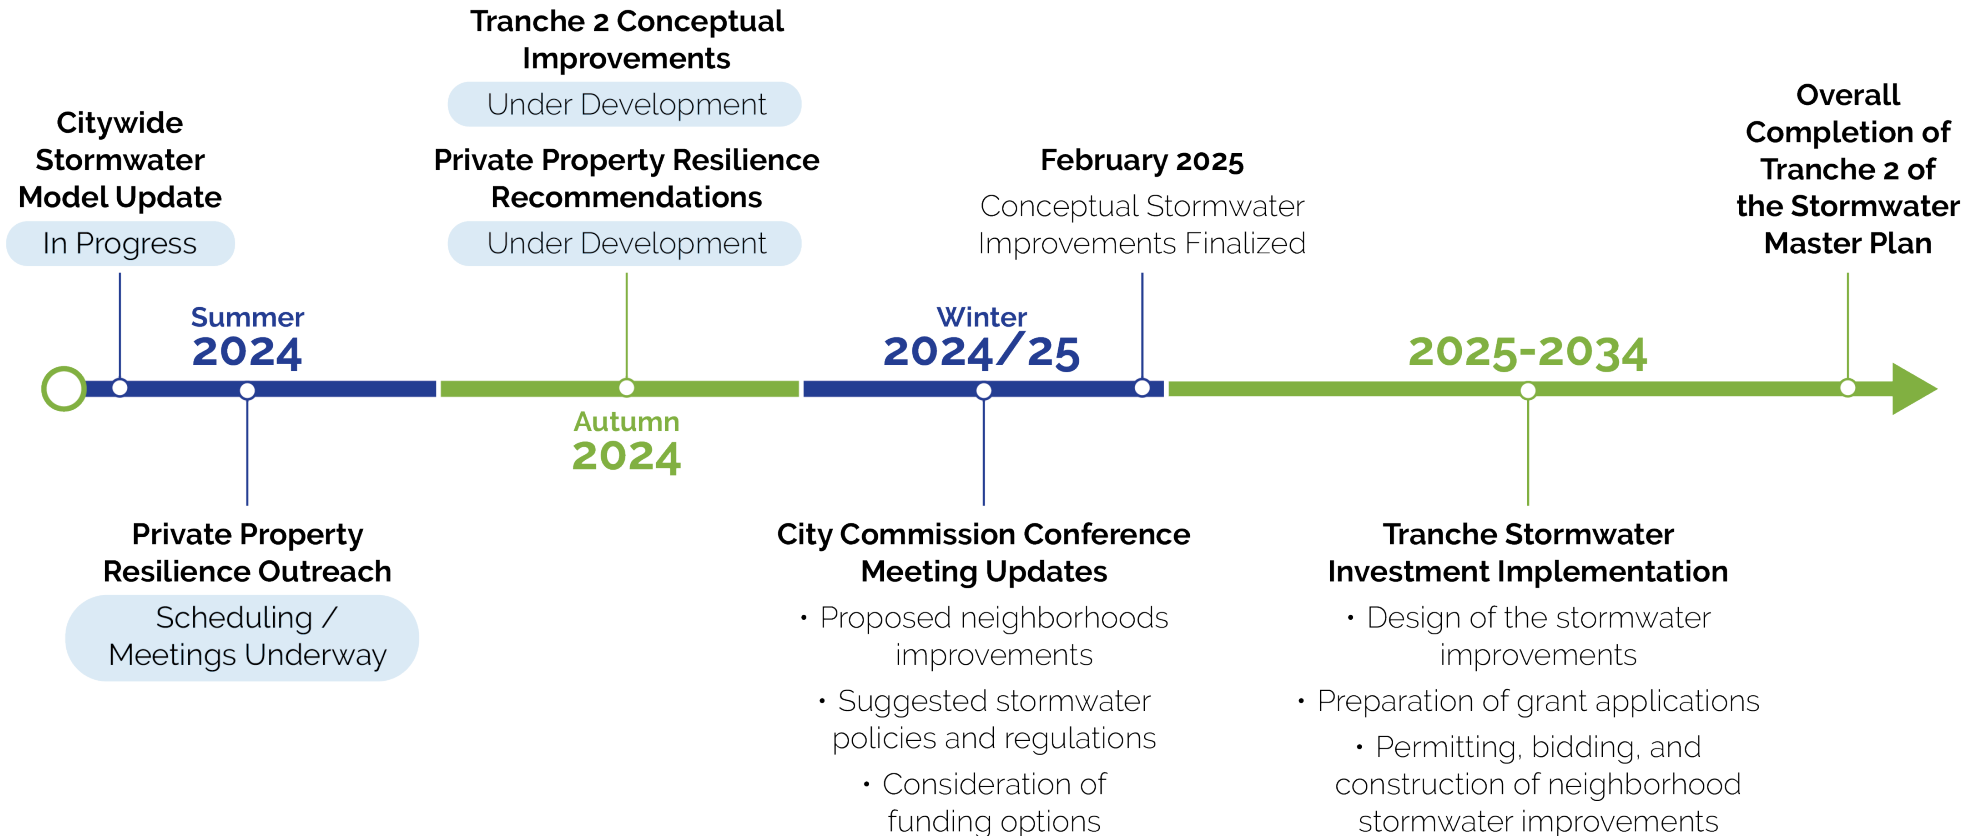 Citywide
Stormwater
Model Update
In Progress
Summer
2024
Private Property
Resilience Outreach
Scheduling /
Meetings Underway
Tranche 2 Conceptual
Improvements
Under Development
Private Property Resilience
Recommendations
Under Development
Autumn
2024
Winter
2024/25
City Commission Conference
Meeting Updates
• Proposed neighborhoods
improvements
• Suggested stormwater
policies and regulations
• Consideration of
funding options
February 2025
Conceptual Stormwater
Improvements Finalized
2025-2034
Tranche Stormwater
Investment Implementation
• Design of the stormwater
improvements
• Preparation of grant applications
• Permitting, bidding, and
construction of neighborhood
stormwater improvements
Overall
Completion of
Tranche 2 of
the Stormwater
Master Plan